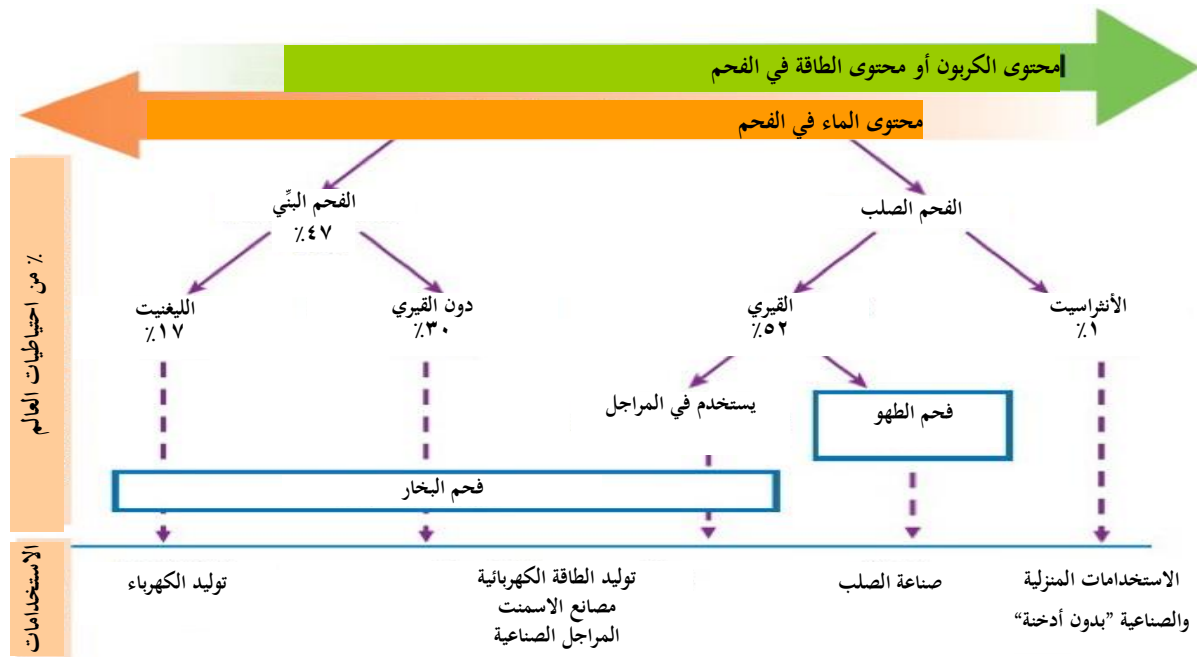 محتوى الكربون أو محتوى الطاقة في الفحم
محتوى الماء في الفحم
٪ من احتياطيات العالم
الفحم الصلب
الفحم البنِّي
٪٤٧
الأنثراسيت
٪١
القيري
٪٥٢
دون القيري
٪٣٠
الليغنيت
٪١٧
فحم الطهو
يستخدم في المراجل
فحم البخار
الاستخدامات
الاستخدامات المنزلية
والصناعية ”بدون أدخنة“
صناعة الصلب
توليد الطاقة الكهربائية
مصانع الاسمنت
المراجل الصناعية
توليد الكهرباء